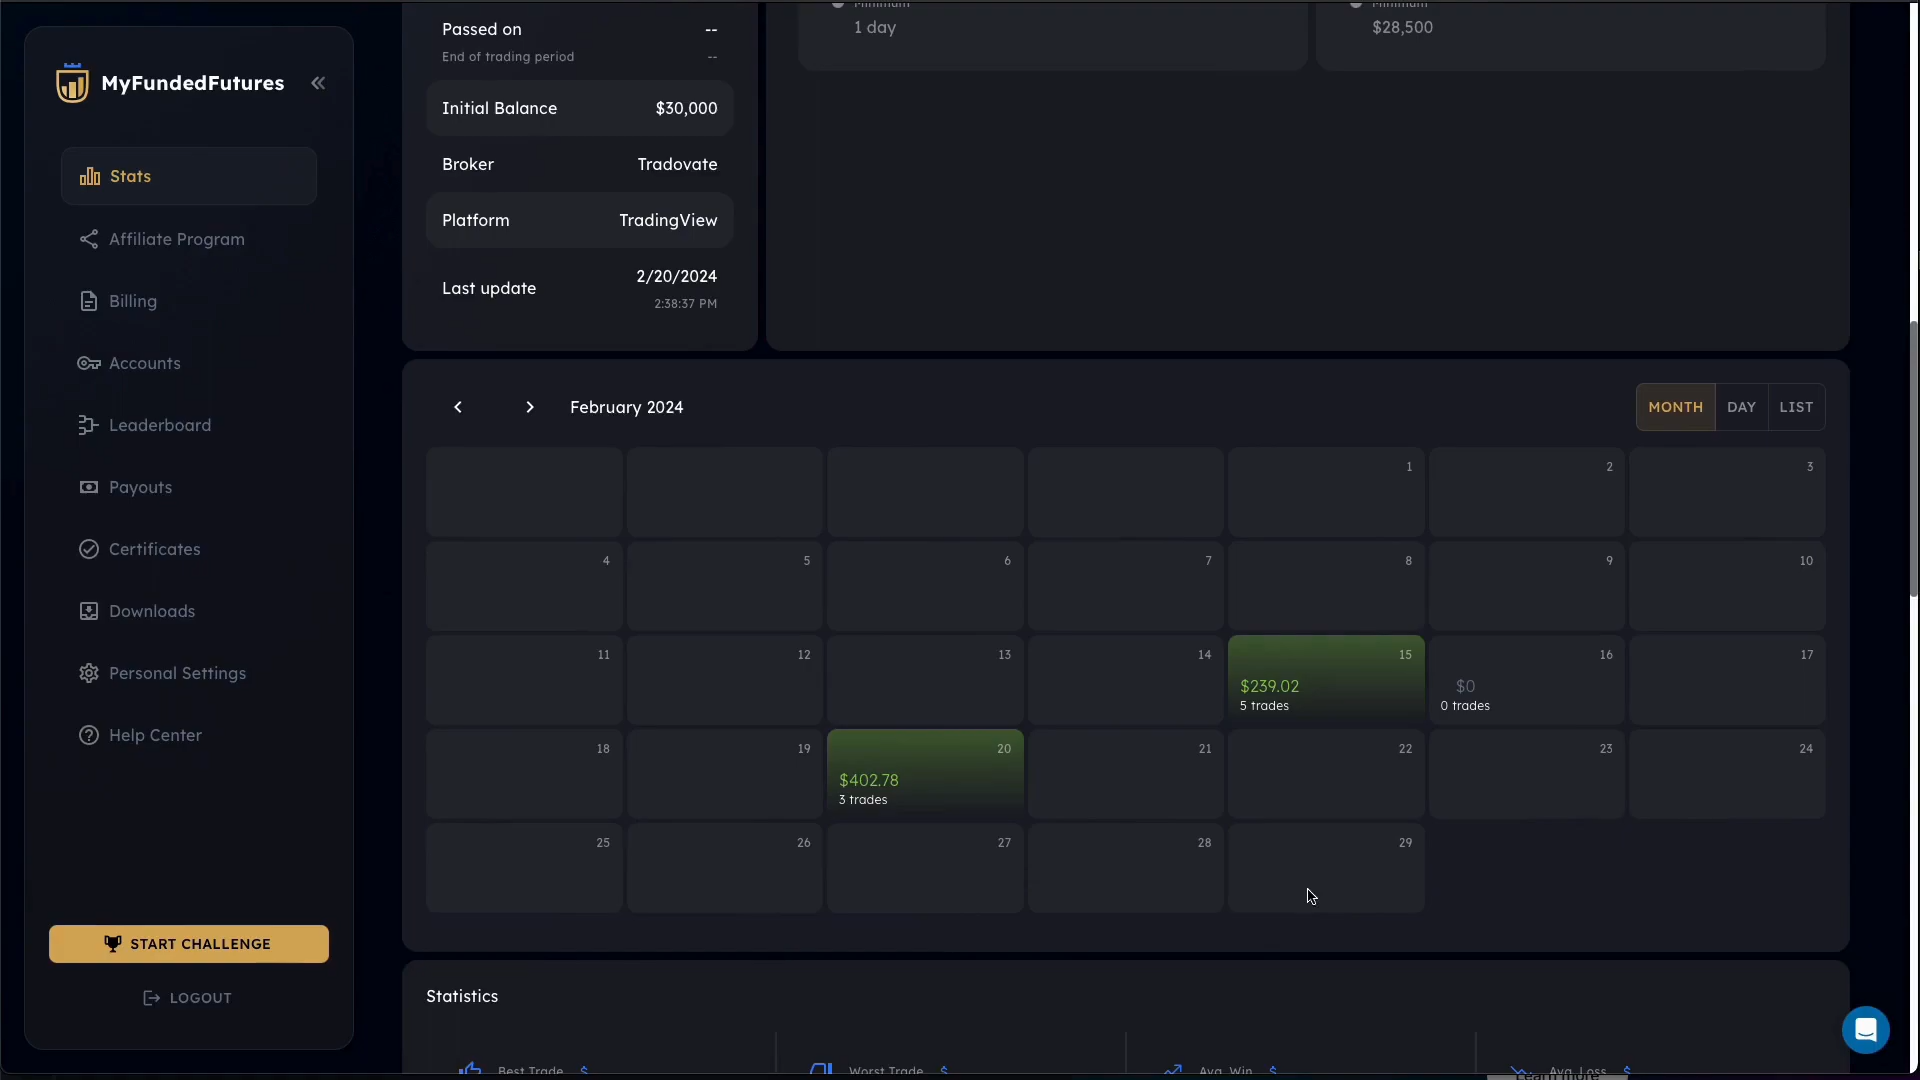 MyFundedFutures
Stats
Affiliate Program
Billing
Accounts
Leaderboard
Payouts
Certificates
Downloads
Personal Settings
Help Center
START CHALLENGE
LOGOUT
Passed on --
End of trading period --
Initial Balance $30,000
Broker Tradovate
Platform TradingView
Last update 2/20/2024
2:38:37 PM
Minimum
1 day
Minimum
$28,500
February 2024
MONTH DAY LIST
1 2 3
4 5 6 7 8 9 10
11 12 13 14 15 16 17
$239.02 $0
5 trades 0 trades
18 19 20 21 22 23 24
$402.78
3 trades
25 26 27 28 29
Statistics
Best Trade $ Worst Trade $ Avg. Win $ Avg. Loss $
Learn more